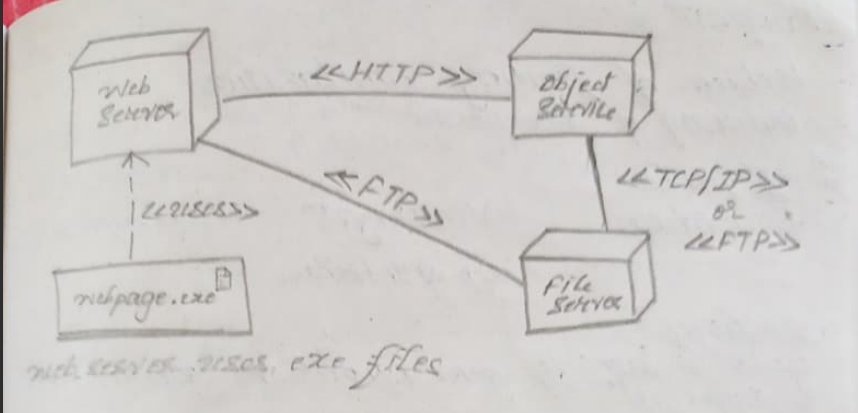 Web
Server
<<HTTP>>
Object
Service
<<FTP>>
<<TCP/IP>>
or
<<FTP>>
<<uses>>
webpage.exe
File
Server
web server uses exe files